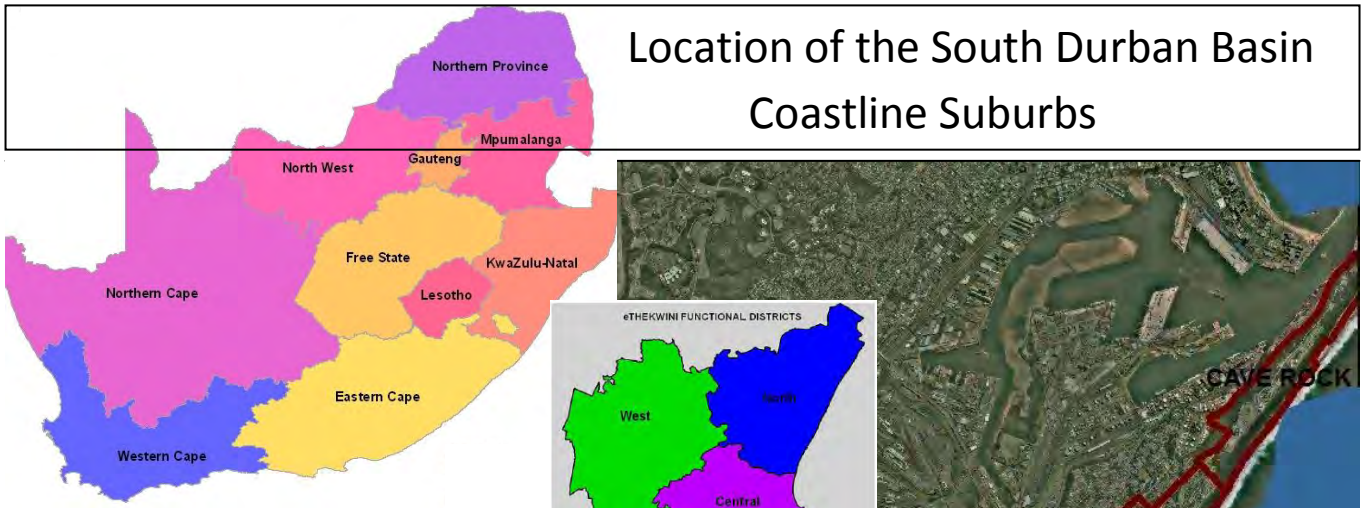 Location of the South Durban Basin
Coastline Suburbs
Northern Province
Mpumalanga
Gauteng
North West
Free State
KwaZulu-Natal
Lesotho
Northern Cape
Eastern Cape
Western Cape
eTHEKWINI FUNCTIONAL DISTRICTS
North
West
Central
CAVE ROCK